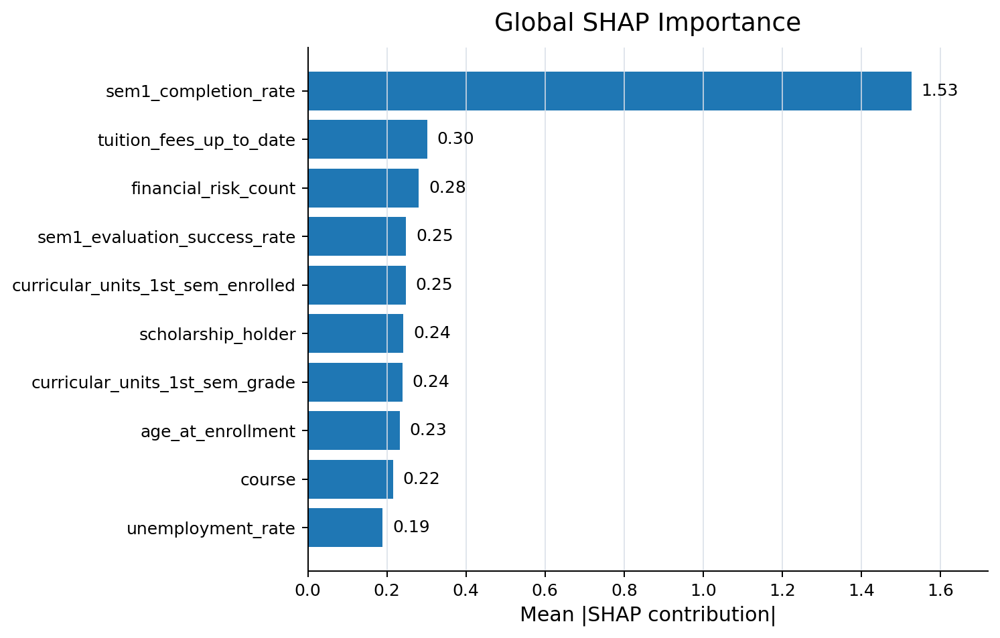 Global SHAP Importance
sem1_completion_rate 1.53
tuition_fees_up_to_date 0.30
financial_risk_count 0.28
sem1_evaluation_success_rate 0.25
curricular_units_1st_sem_enrolled 0.25
scholarship_holder 0.24
curricular_units_1st_sem_grade 0.24
age_at_enrollment 0.23
course 0.22
unemployment_rate 0.19
0.0 0.2 0.4 0.6 0.8 1.0 1.2 1.4 1.6
Mean |SHAP contribution|